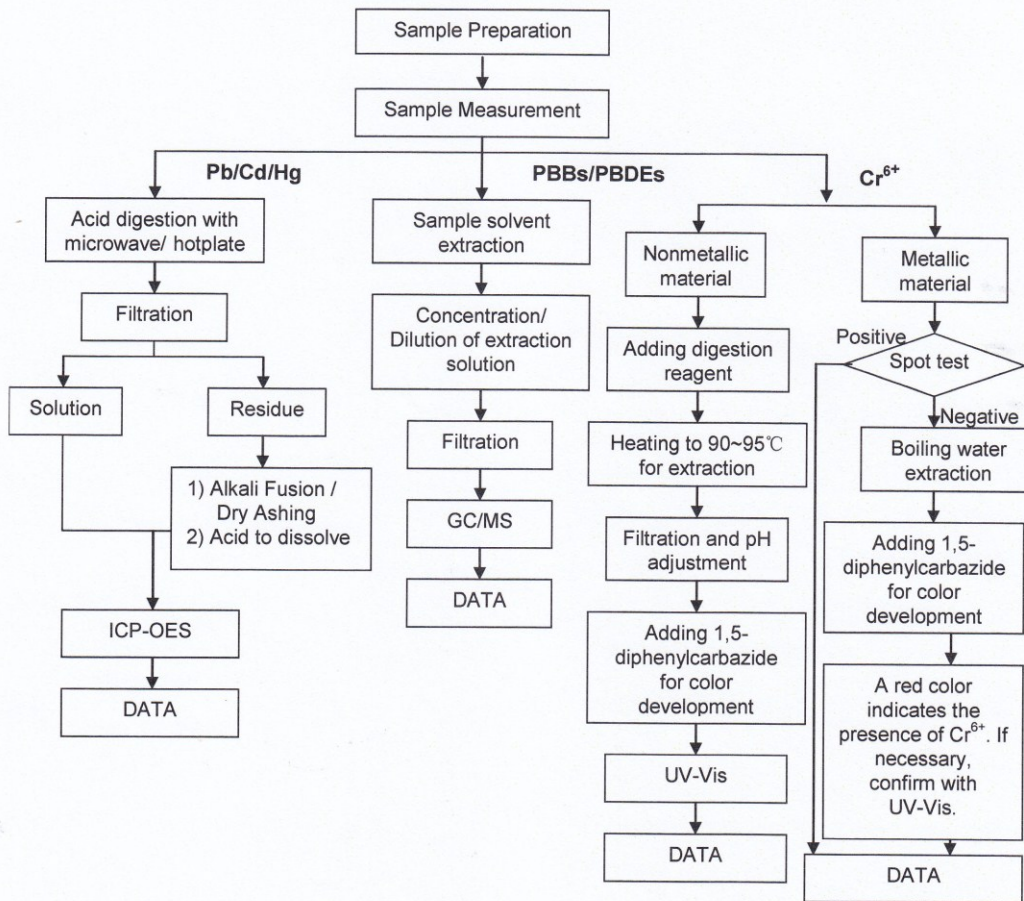 Sample Preparation
Sample Measurement
Pb/Cd/Hg
PBBs/PBDEs
Cr⁶⁺
Acid digestion with
microwave/ hotplate
Filtration
Solution
Residue
1) Alkali Fusion /
Dry Ashing
2) Acid to dissolve
ICP-OES
DATA
Sample solvent
extraction
Concentration/
Dilution of extraction
solution
Filtration
GC/MS
DATA
Nonmetallic
material
Adding digestion
reagent
Heating to 90~95℃
for extraction
Filtration and pH
adjustment
Adding 1,5-
diphenylcarbazide
for color
development
UV-Vis
DATA
Metallic
material
Positive
Spot test
Negative
Boiling water
extraction
Adding 1,5-
diphenylcarbazide
for color
development
A red color
indicates the
presence of Cr⁶⁺. If
necessary,
confirm with
UV-Vis.
DATA